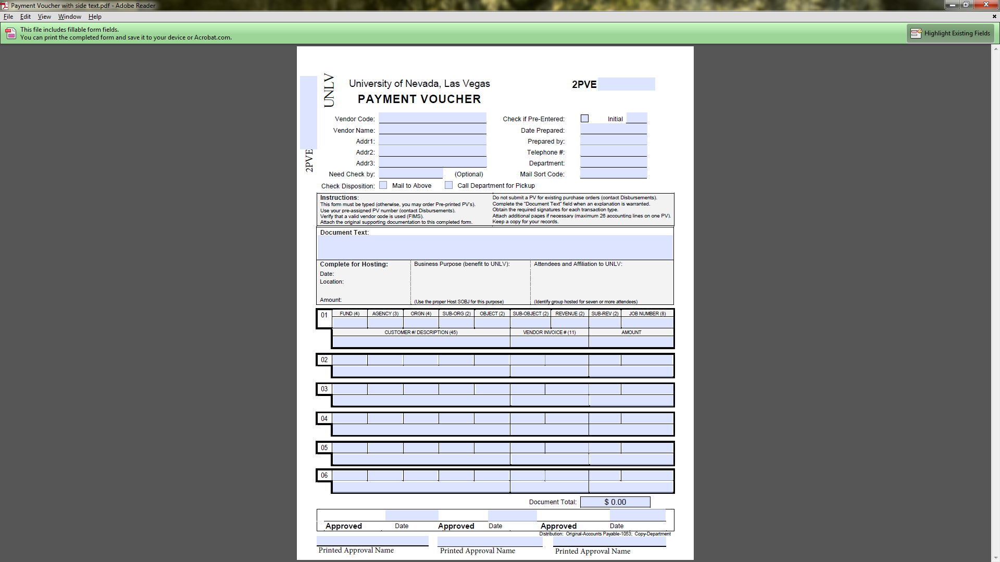 Payment Voucher with side text.pdf - Adobe Reader
File Edit View Window Help
This file includes fillable form fields.
You can print the completed form and save it to your device or Acrobat.com.
Highlight Existing Fields
UNLV
2PVE
University of Nevada, Las Vegas
PAYMENT VOUCHER
2PVE
Vendor Code:
Check if Pre-Entered: Initial
Vendor Name:
Date Prepared:
Addr1:
Prepared by:
Addr2:
Telephone #:
Addr3:
Department:
Need Check by: (Optional)
Mail Sort Code:
Check Disposition: Mail to Above Call Department for Pickup
Instructions:
This form must be typed (otherwise, you may order Pre-printed PV's).
Use your pre-assigned PV number (contact Disbursements).
Verify that a valid vendor code is used (FIMS).
Attach the original supporting documentation to this completed form.
Do not submit a PV for existing purchase orders (contact Disbursements).
Complete the "Document Text" field when an explanation is warranted.
Obtain the required signatures for each transaction type.
Attach additional pages if necessary (maximum 26 accounting lines on one PV).
Keep a copy for your records.
Document Text:
Complete for Hosting:
Date:
Location:
Amount:
Business Purpose (benefit to UNLV):
(Use the proper Host SOBJ for this purpose)
Attendees and Affiliation to UNLV:
(Identify group hosted for seven or more attendees)
01 FUND (4) AGENCY (3) ORGN (4) SUB-ORG (2) OBJECT (2) SUB-OBJECT (2) REVENUE (2) SUB-REV (2) JOB NUMBER (8)
CUSTOMER #/ DESCRIPTION (45) VENDOR INVOICE # (11) AMOUNT
02
03
04
05
06
Document Total: $ 0.00
Approved Date Approved Date Approved Date
Distribution: Original-Accounts Payable-1053; Copy-Department
Printed Approval Name Printed Approval Name Printed Approval Name